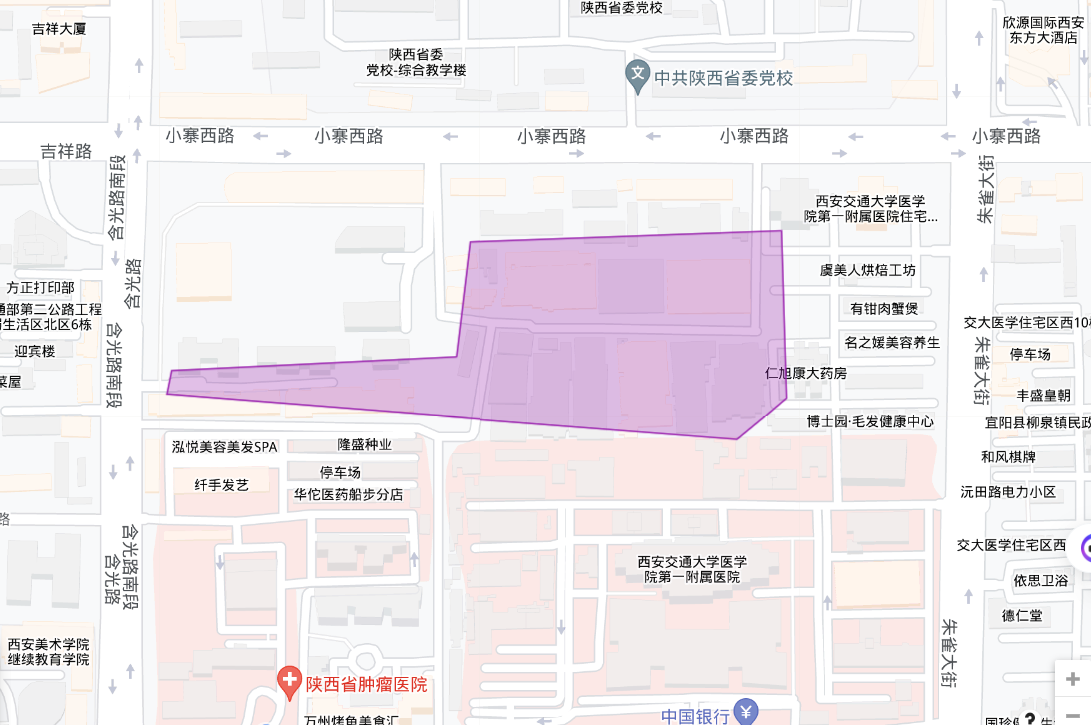 陕西省委党校
吉祥大厦
欣源国际西安
东方大酒店
陕西省委
党校-综合教学楼
文
中共陕西省委党校
小寨西路
小寨西路
小寨西路
小寨西路
小寨西路
吉祥路
含光路南段
朱雀大街
西安交通大学医学
院第一附属医院住宅...
含光路
虞美人烘焙工坊
方正打印部
通部第二公路工程
生活区北区6栋
有钳肉蟹煲
交大医学住宅区西10
迎宾楼
含光路南段
名之媛美容养生
朱雀大街
停车场
菜屋
仁旭康大药房
丰盛皇朝
博士园·毛发健康中心
宜阳县柳泉镇民政
泓悦美容美发SPA
隆盛种业
和风棋牌
停车场
纤手发艺
华佗医药船步分店
沅田路电力小区
路
含光路南段
含光路
交大医学住宅区西
西安交通大学医学
院第一附属医院
依思卫浴
德仁堂
朱雀大街
西安美术学院
继续教育学院
陕西省肿瘤医院
+
中国银行
¥
万州烤鱼美食汇
?